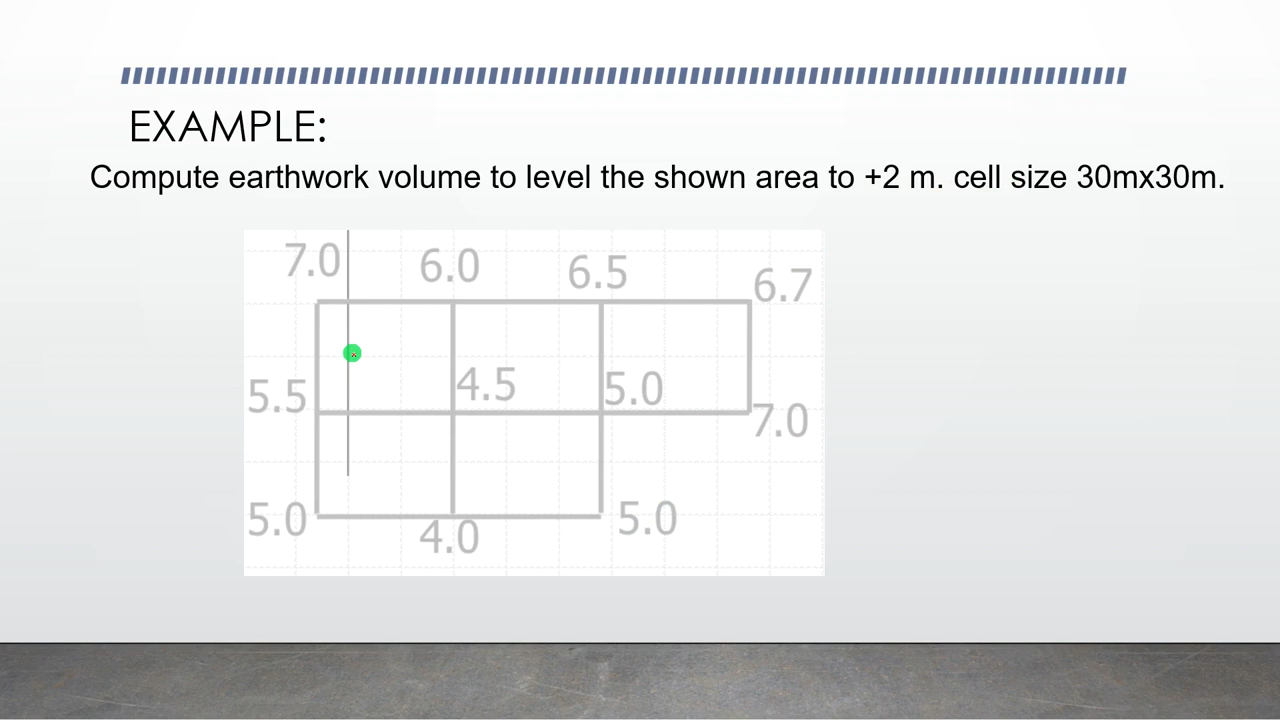 EXAMPLE:
Compute earthwork volume to level the shown area to +2 m. cell size 30mx30m.
7.0 6.0 6.5 6.7
5.5 4.5 5.0 7.0
5.0 4.0 5.0